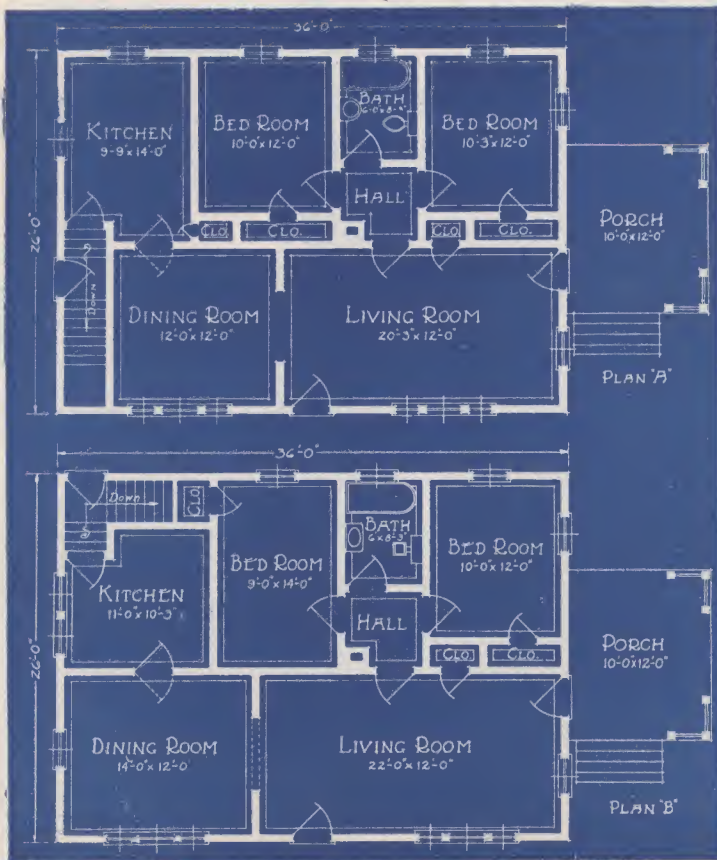 36'-0"
26'-0"
KITCHEN
9'-9"x14'-0"
BED ROOM
10'-0"x12'-0"
BATH
6'-0"x8'-4"
BED ROOM
10'-3"x12'-0"
HALL
CLO.
CLO.
CLO.
CLO.
Down
DINING ROOM
12'-0"x12'-0"
LIVING ROOM
20'-3"x12'-0"
PORCH
10'-0"x12'-0"
PLAN "A"
36'-0"
26'-0"
Down
CLO.
KITCHEN
11'-0"x10'-3"
BED ROOM
9'-0"x14'-0"
BATH
6'x8'-3"
BED ROOM
10'-0"x12'-0"
HALL
CLO.
CLO.
DINING ROOM
14'-0"x12'-0"
LIVING ROOM
22'-0"x12'-0"
PORCH
10'-0"x12'-0"
PLAN "B"